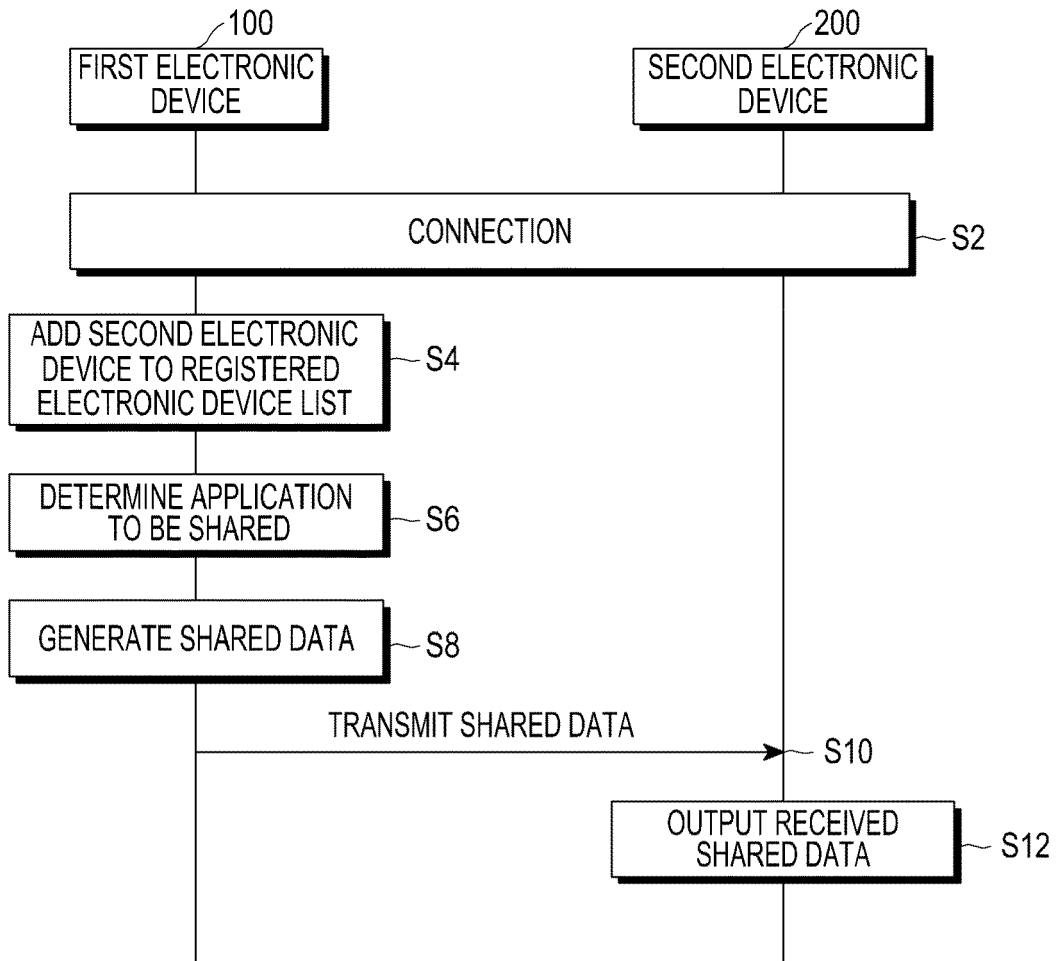 100
200
FIRST ELECTRONIC
DEVICE
SECOND ELECTRONIC
DEVICE
CONNECTION
S2
ADD SECOND ELECTRONIC
DEVICE TO REGISTERED
ELECTRONIC DEVICE LIST
S4
DETERMINE APPLICATION
TO BE SHARED
S6
GENERATE SHARED DATA
S8
TRANSMIT SHARED DATA
S10
OUTPUT RECEIVED
SHARED DATA
S12